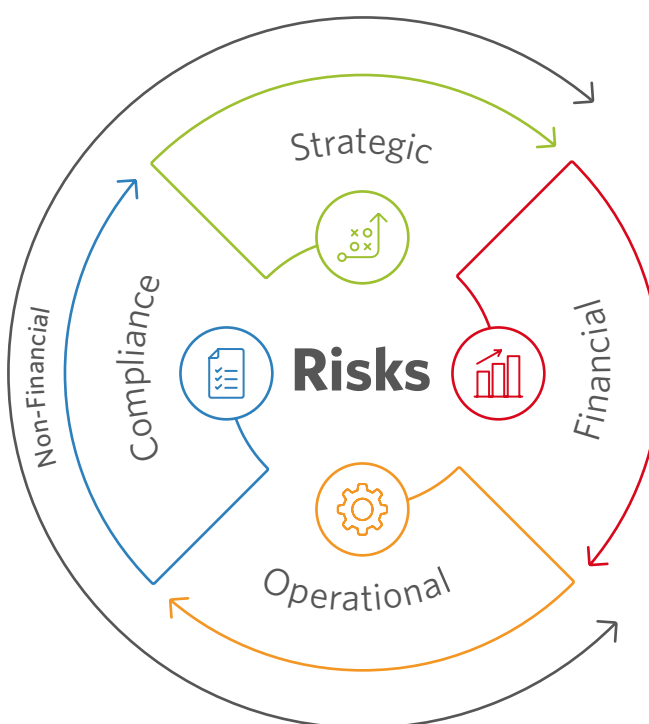 Strategic
Non-Financial
Compliance
Risks
Financial
Operational